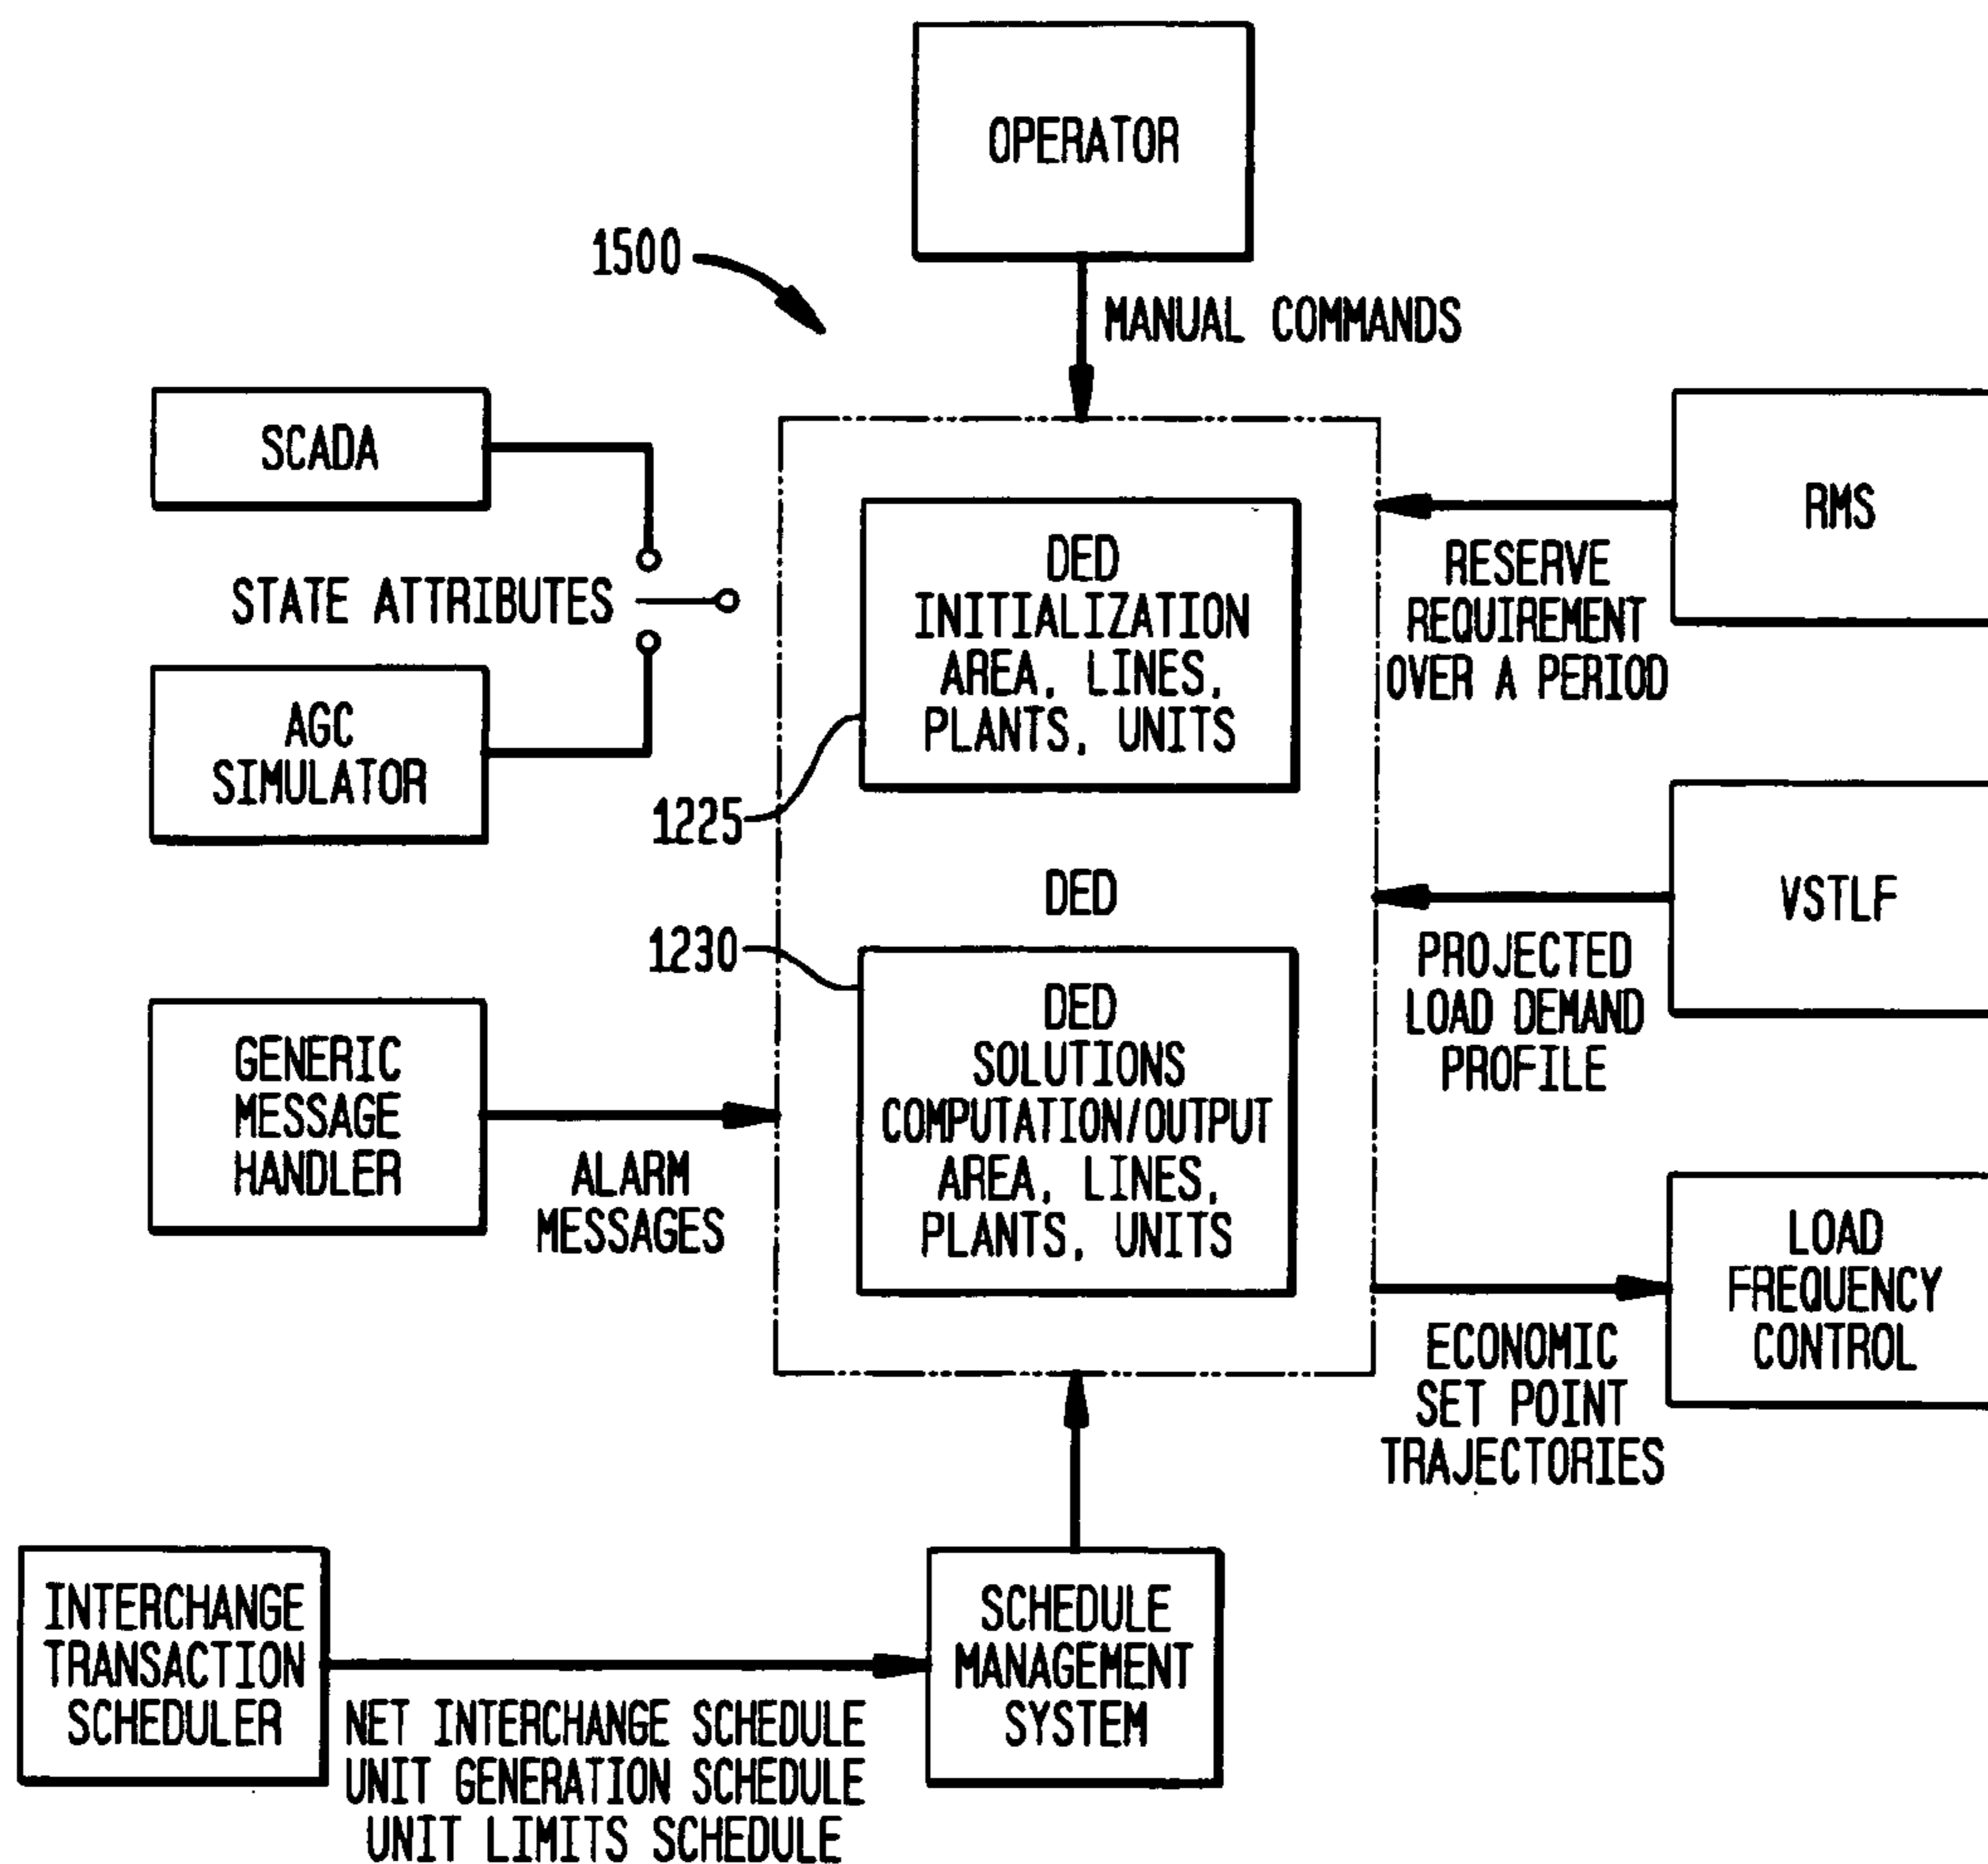 OPERATOR
1500
MANUAL COMMANDS
SCADA
STATE ATTRIBUTES
AGC
SIMULATOR
DED
INITIALIZATION
AREA, LINES,
PLANTS, UNITS
1225
RMS
RESERVE
REQUIREMENT
OVER A PERIOD
DED
VSTLF
PROJECTED
LOAD DEMAND
PROFILE
1230
DED
SOLUTIONS
COMPUTATION/OUTPUT
AREA, LINES,
PLANTS, UNITS
GENERIC
MESSAGE
HANDLER
ALARM
MESSAGES
LOAD
FREQUENCY
CONTROL
ECONOMIC
SET POINT
TRAJECTORIES
INTERCHANGE
TRANSACTION
SCHEDULER
NET INTERCHANGE SCHEDULE
UNIT GENERATION SCHEDULE
UNIT LIMITS SCHEDULE
SCHEDULE
MANAGEMENT
SYSTEM